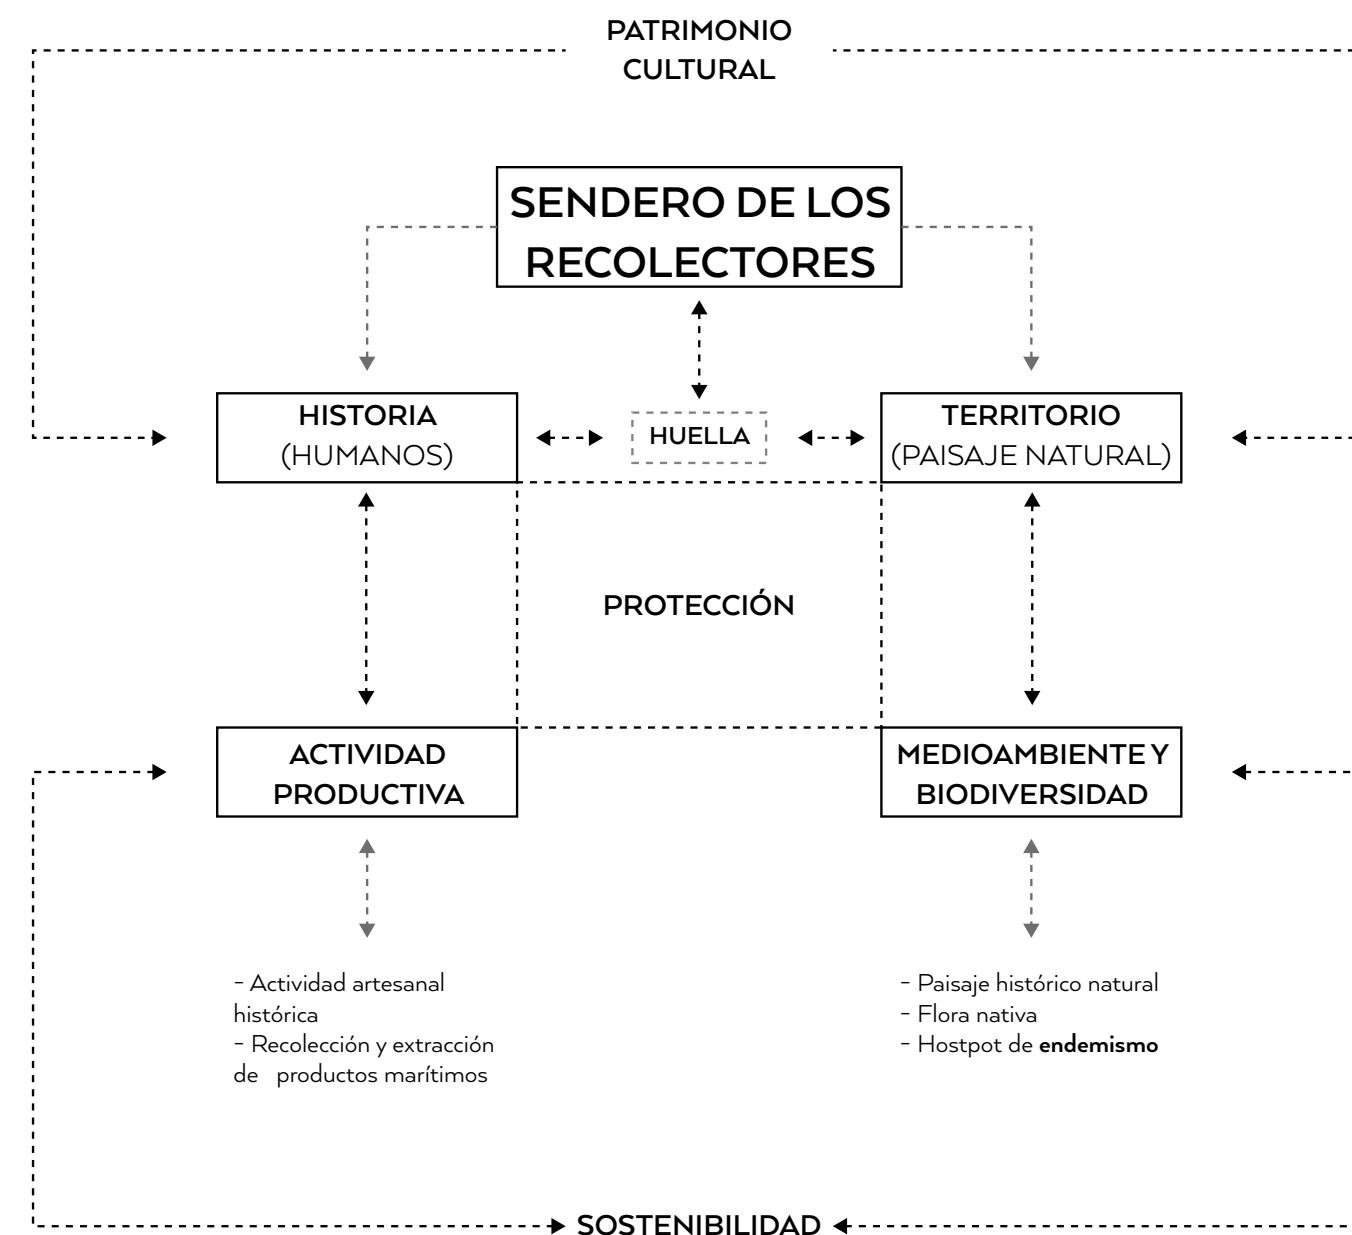 PATRIMONIO
CULTURAL
SENDERO DE LOS
RECOLECTORES
HISTORIA
(HUMANOS)
HUELLA
TERRITORIO
(PAISAJE NATURAL)
PROTECCIÓN
ACTIVIDAD
PRODUCTIVA
MEDIOAMBIENTE Y
BIODIVERSIDAD
- Actividad artesanal
histórica
- Recolección y extracción
de productos marítimos
- Paisaje histórico natural
- Flora nativa
- Hostpot de endemismo
SOSTENIBILIDAD